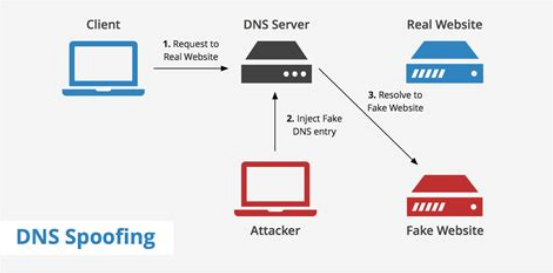 Client
DNS Server
Real Website
1. Request to
Real Website
3. Resolve to
Fake Website
2. Inject Fake
DNS entry
DNS Spoofing
Attacker
Fake Website